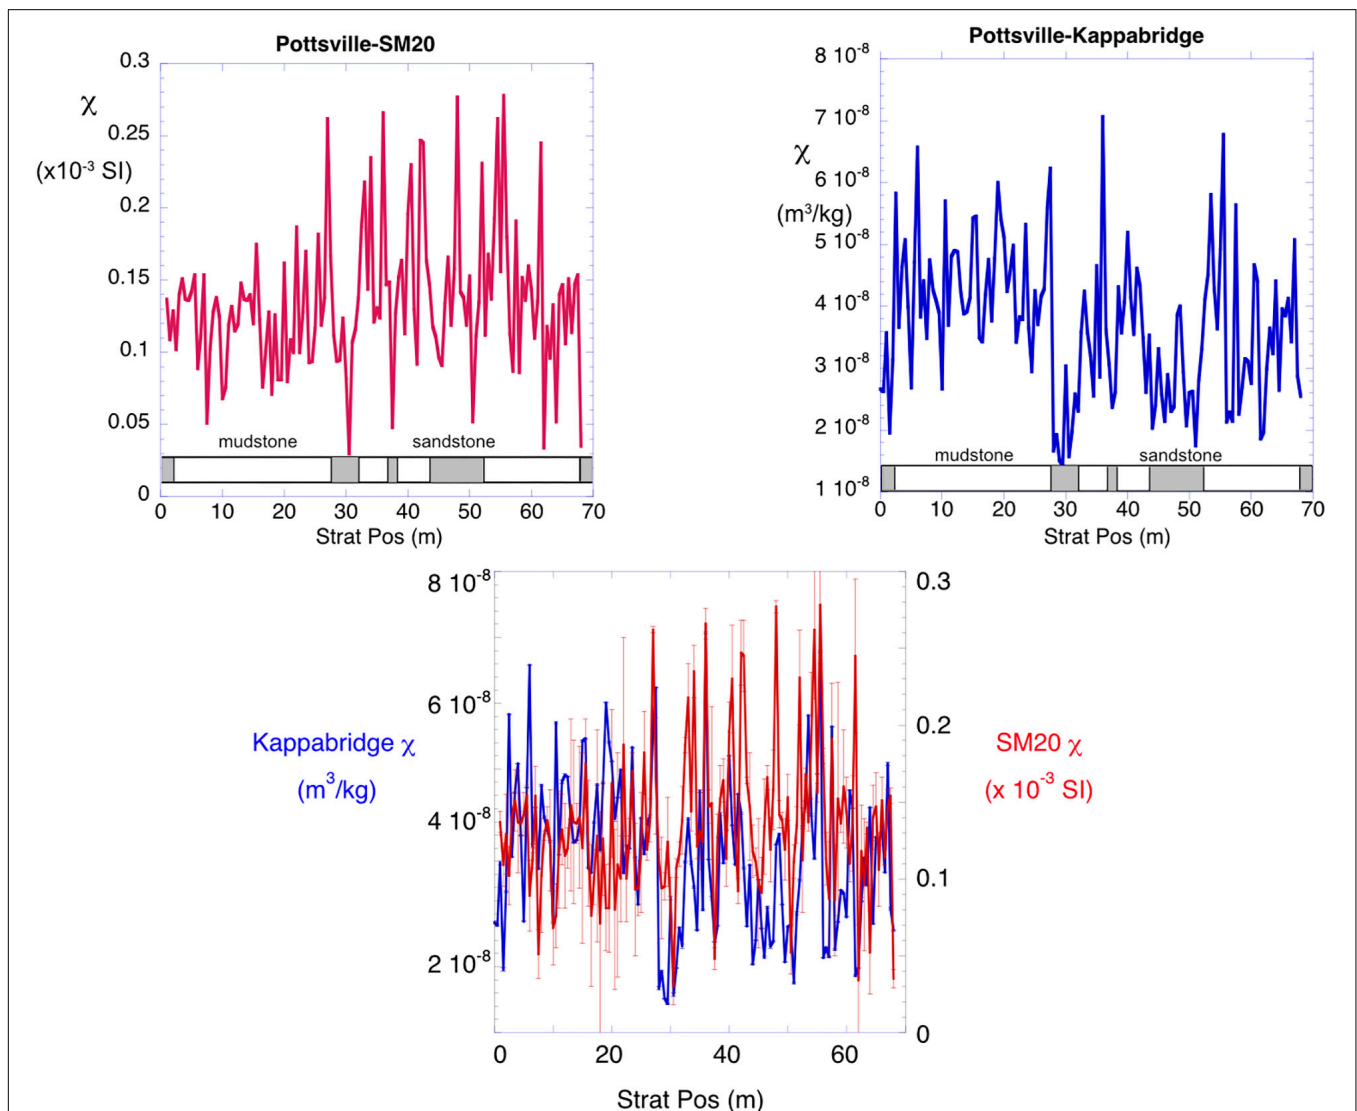 Pottsville-SM20
0.3
χ
0.25
(x10⁻³ SI)
0.2
0.15
0.1
0.05
mudstone sandstone
0
0 10 20 30 40 50 60 70
Strat Pos (m)
Pottsville-Kappabridge
8 10⁻⁸
7 10⁻⁸
χ
6 10⁻⁸
(m³/kg)
5 10⁻⁸
4 10⁻⁸
3 10⁻⁸
2 10⁻⁸
mudstone sandstone
1 10⁻⁸
0 10 20 30 40 50 60 70
Strat Pos (m)
8 10⁻⁸
6 10⁻⁸
Kappabridge χ
(m³/kg)
4 10⁻⁸
2 10⁻⁸
0.3
0.2
SM20 χ
(x 10⁻³ SI)
0.1
0
0 20 40 60
Strat Pos (m)